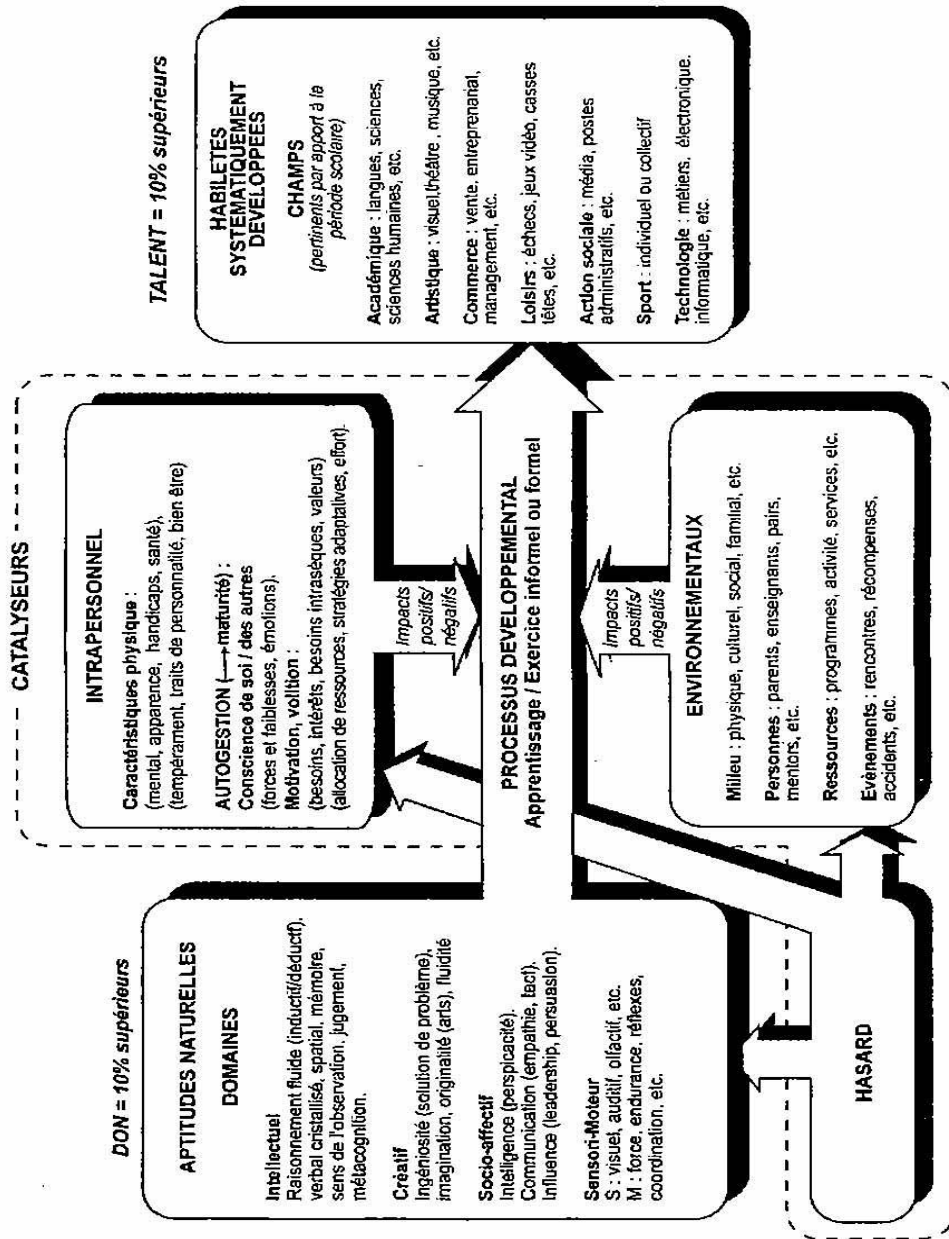 DON = 10% supérieurs
APTITUDES NATURELLES
DOMAINES
Intellectuel
Raisonnement fluide (inductif/déductif).
verbal cristallisé, spatial, mémoire,
sens de l'observation, jugement,
métacognition.
Créatif
Ingéniosité (solution de problème),
imagination, originalité (arts), fluidité
Socio-affectif
Intelligence (perspicacité).
Communication (empathie, tact).
Influence (leadership, persuasion).
Sensori-Moteur
S : visuel, auditif, olfactif, etc.
M : force, endurance, réflexes,
coordination, etc.
HASARD
CATALYSEURS
INTRAPERSONNEL
Caractéristiques physique :
(mental, apparence, handicaps, santé),
(tempérament, traits de personnatilé, bien être)
AUTOGESTION (→maturité) :
Conscience de soi / des autres
(forces et faiblesses, émotions).
Motivation, volition :
(besoins, intérêts, besoins intrasèques, valeurs)
(allocation de ressources, stratégies adaptatives, effort).
Impacts
positifs/
négatifs
PROCESSUS DEVELOPPEMENTAL
Apprentissage / Exercice informel ou formel
Impacts
positifs/
négatifs
ENVIRONNEMENTAUX
Milieu : physique, culturel, social, familial, etc.
Personnes : parents, enseignants, pairs.
mentors, etc.
Ressources : programmes, activité, services, etc.
Evènements : rencontres, récompenses,
accidents, etc.
TALENT = 10% supérieurs
HABILETES
SYSTEMATIQUEMENT
DEVELOPPEES
CHAMPS
(pertinents par apport à la
période scolaire)
Académique : langues, sciences,
sciences humaines, etc.
Artistique : visuel,théâtre , musique, etc.
Commerce : vente, entreprenarial,
management, etc.
Loisirs : échecs, jeux vidéo, casses
têtes, etc.
Action sociale : média, postes
administratifs, etc.
Sport : individuel ou collectif
Technologie : métiers, électronique.
informatique, etc.